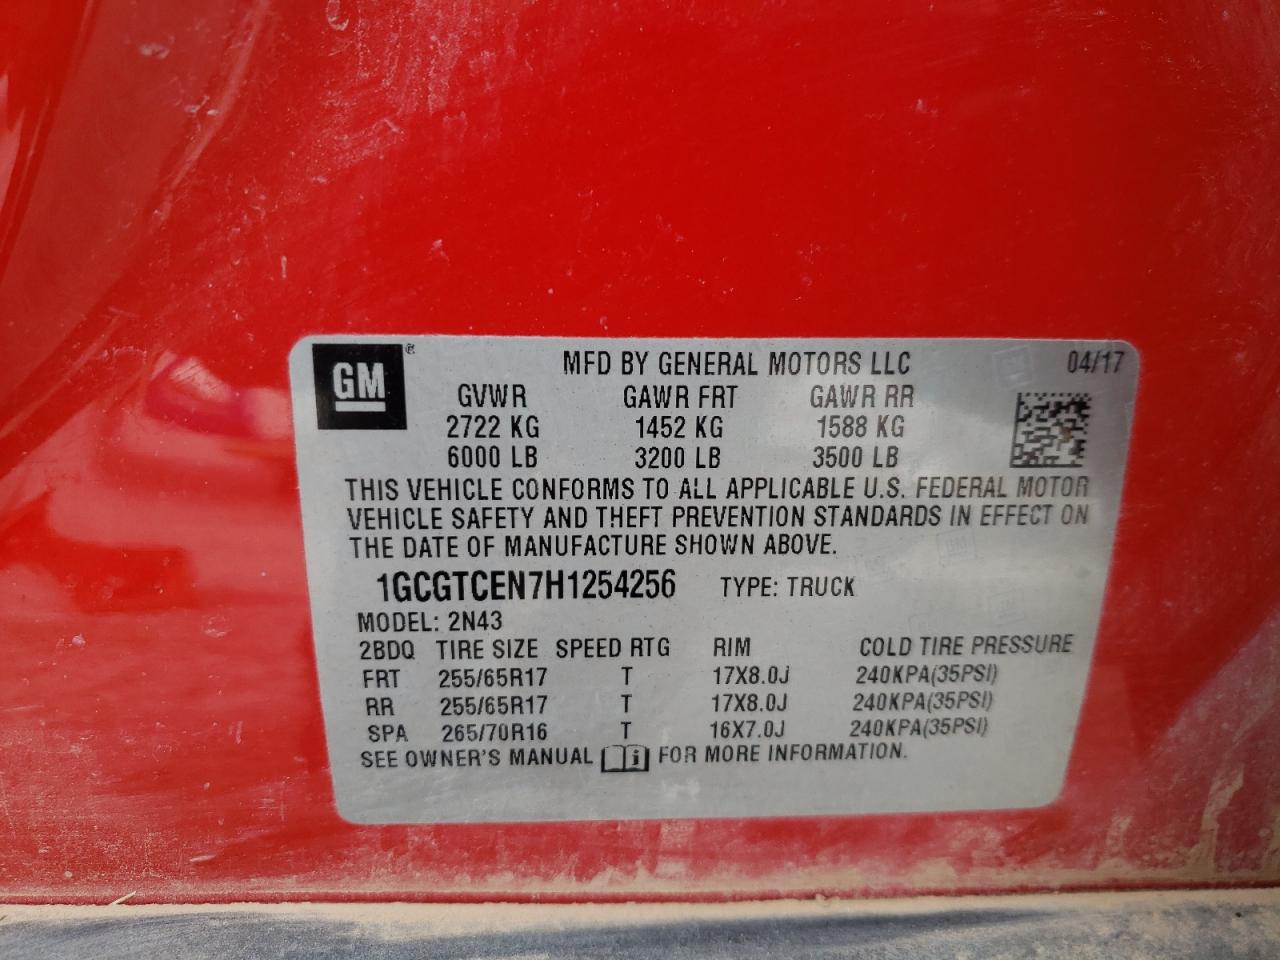 GM ®
MFD BY GENERAL MOTORS LLC 04/17
GVWR GAWR FRT GAWR RR
2722 KG 1452 KG 1588 KG
6000 LB 3200 LB 3500 LB
THIS VEHICLE CONFORMS TO ALL APPLICABLE U.S. FEDERAL MOTOR
VEHICLE SAFETY AND THEFT PREVENTION STANDARDS IN EFFECT ON
THE DATE OF MANUFACTURE SHOWN ABOVE.
1GCGTCEN7H1254256 TYPE: TRUCK
MODEL: 2N43
2BDQ TIRE SIZE SPEED RTG RIM COLD TIRE PRESSURE
FRT 255/65R17 T 17X8.0J 240KPA(35PSI)
RR 255/65R17 T 17X8.0J 240KPA(35PSI)
SPA 265/70R16 T 16X7.0J 240KPA(35PSI)
SEE OWNER'S MANUAL i FOR MORE INFORMATION.